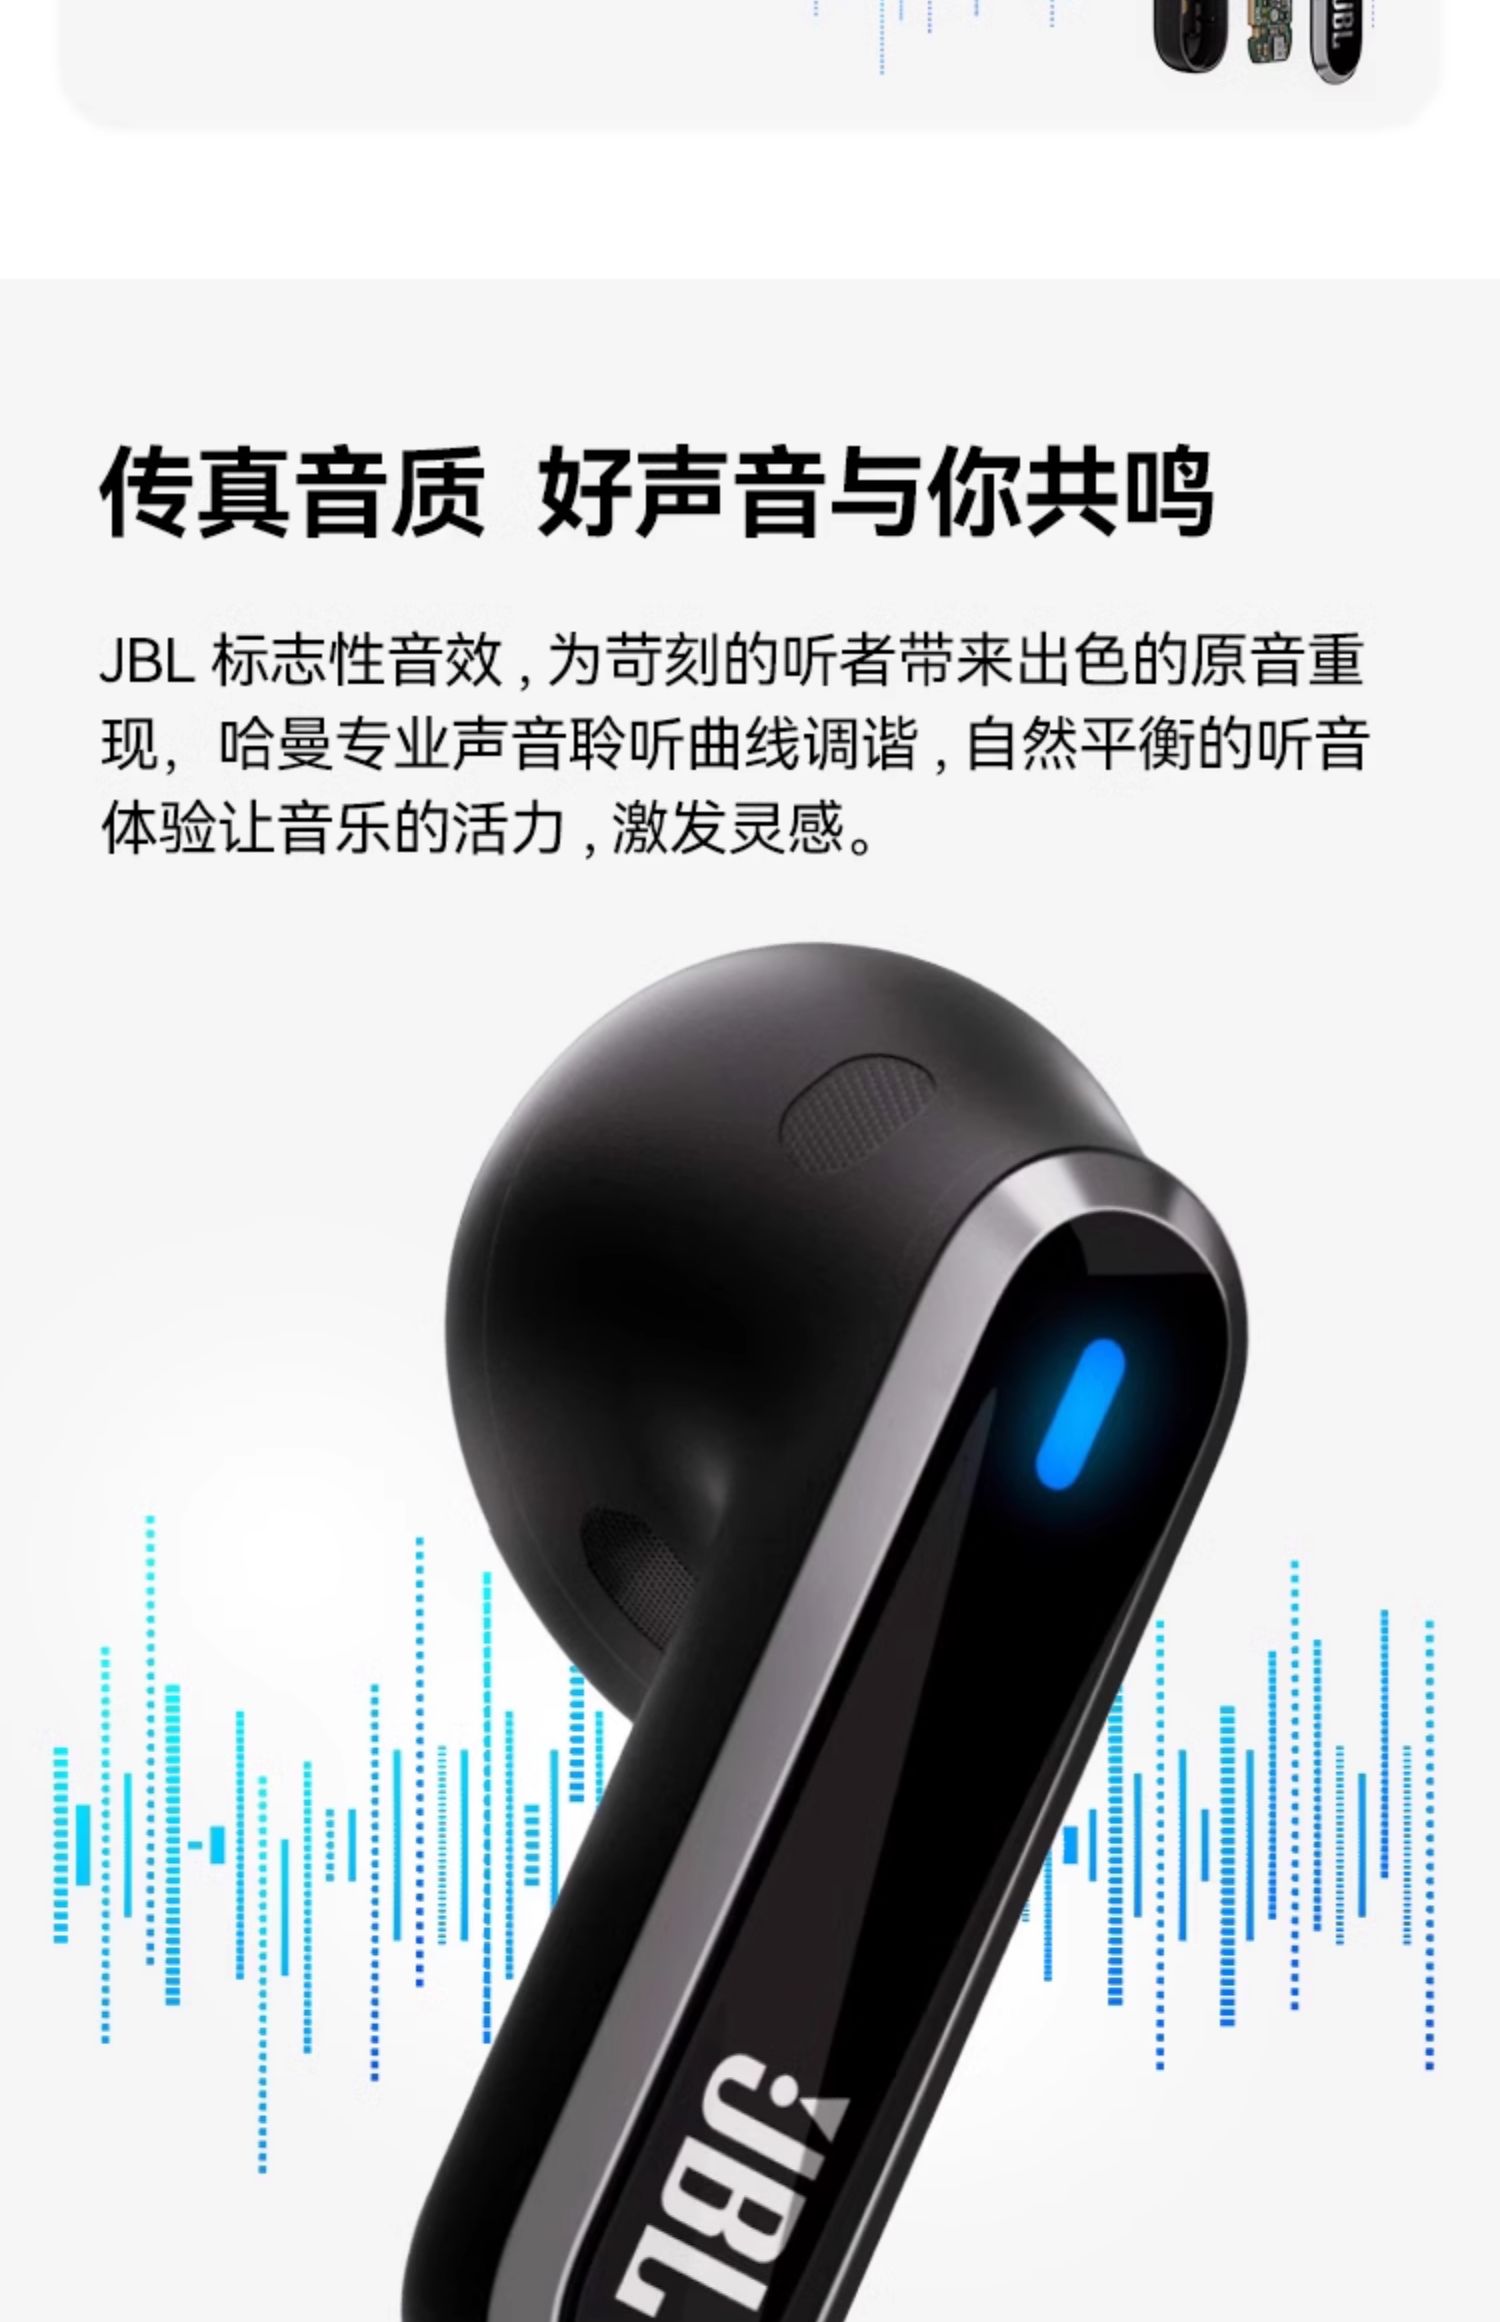 JBL
传真音质 好声音与你共鸣
JBL 标志性音效，为苛刻的听者带来出色的原音重
现，哈曼专业声音聆听曲线调谐，自然平衡的听音
体验让音乐的活力，激发灵感。
JBL